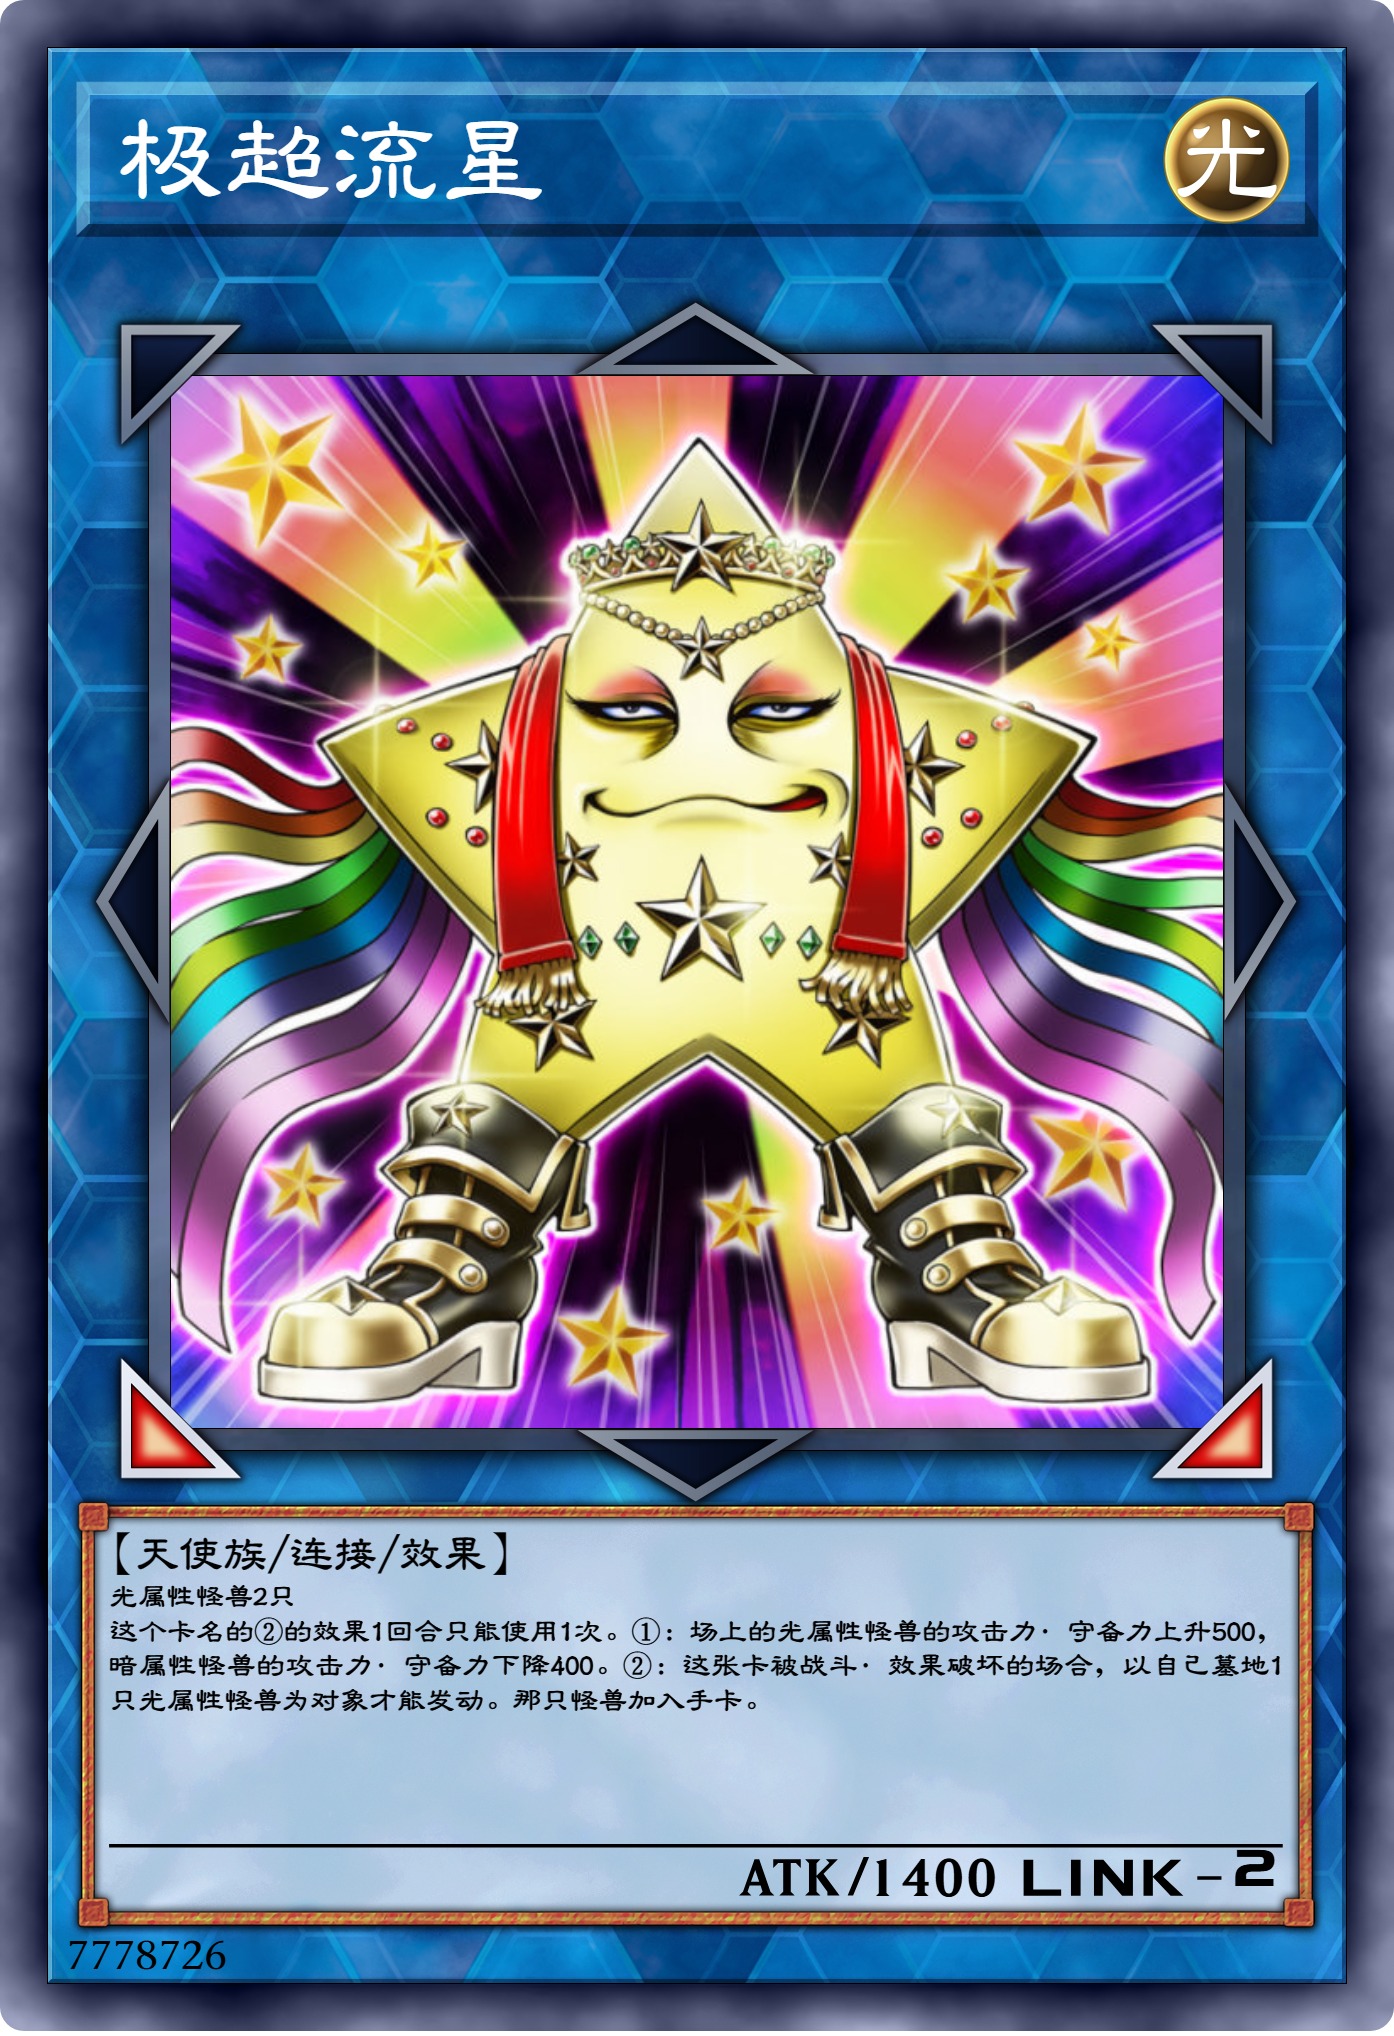 极超流星
光
【天使族/连接/效果】
光属性怪兽2只
这个卡名的②的效果1回合只能使用1次。①：场上的光属性怪兽的攻击力·守备力上升500，
暗属性怪兽的攻击力·守备力下降400。②：这张卡被战斗·效果破坏的场合，以自己墓地1
只光属性怪兽为对象才能发动。那只怪兽加入手卡。
ATK/1400 LINK-2
7778726